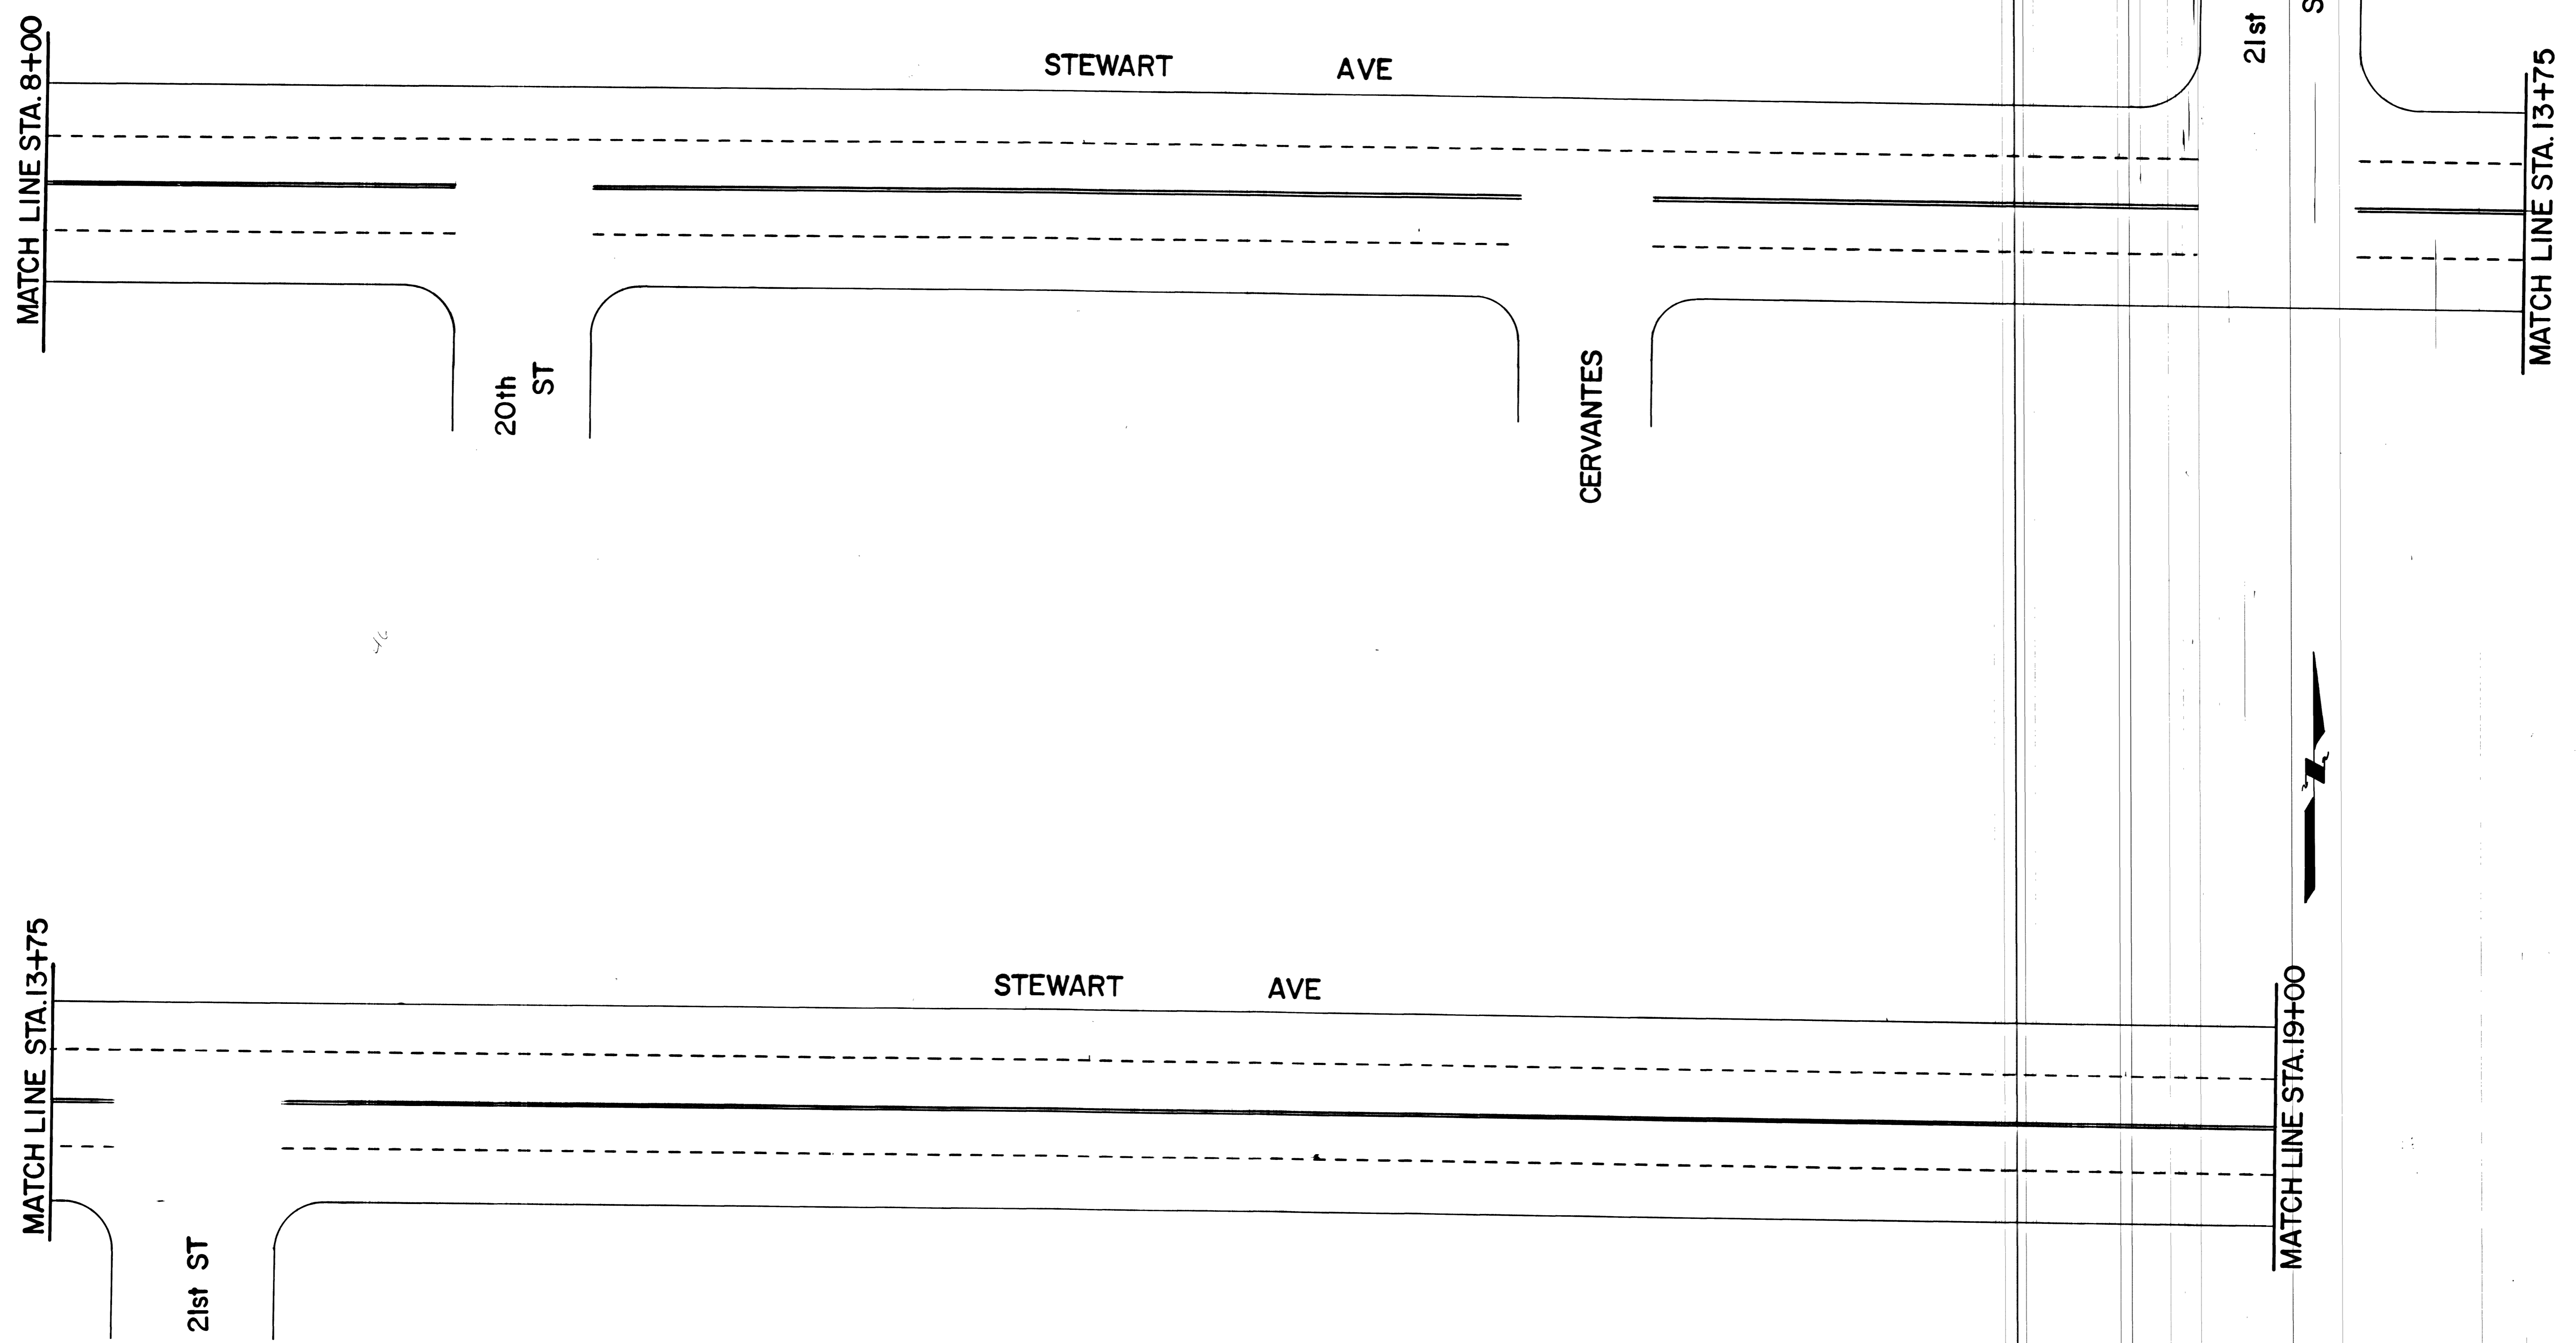 MATCH LINE STA. 8+00
STEWART AVE
21st S
MATCH LINE STA. 13+75
20th
ST
CERVANTES
N
MATCH LINE STA. 13+75
STEWART AVE
MATCH LINE STA. 19+00
21st ST